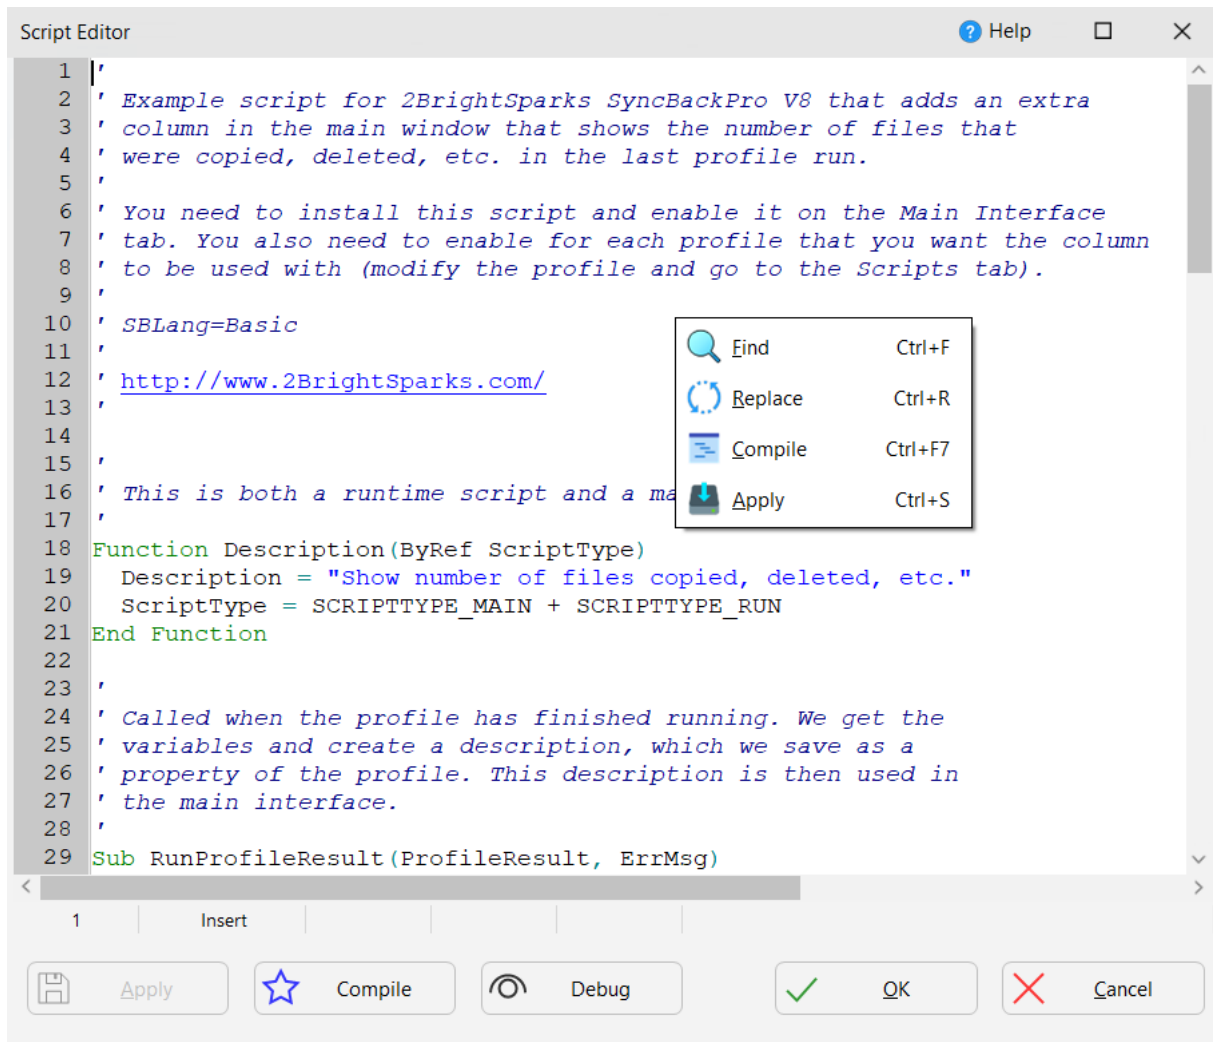 Script Editor
? Help
1 '
2 ' Example script for 2BrightSparks SyncBackPro V8 that adds an extra
3 ' column in the main window that shows the number of files that
4 ' were copied, deleted, etc. in the last profile run.
5 '
6 ' You need to install this script and enable it on the Main Interface
7 ' tab. You also need to enable for each profile that you want the column
8 ' to be used with (modify the profile and go to the Scripts tab).
9 '
10 ' SBLang=Basic
11 '
12 ' http://www.2BrightSparks.com/
13 '
14
15 '
16 ' This is both a runtime script and a ma
17 '
18 Function Description(ByRef ScriptType)
19 Description = "Show number of files copied, deleted, etc."
20 ScriptType = SCRIPTTYPE_MAIN + SCRIPTTYPE_RUN
21 End Function
22
23 '
24 ' Called when the profile has finished running. We get the
25 ' variables and create a description, which we save as a
26 ' property of the profile. This description is then used in
27 ' the main interface.
28 '
29 Sub RunProfileResult(ProfileResult, ErrMsg)
Find Ctrl+F
Replace Ctrl+R
Compile Ctrl+F7
Apply Ctrl+S
1 Insert
Apply Compile Debug OK Cancel